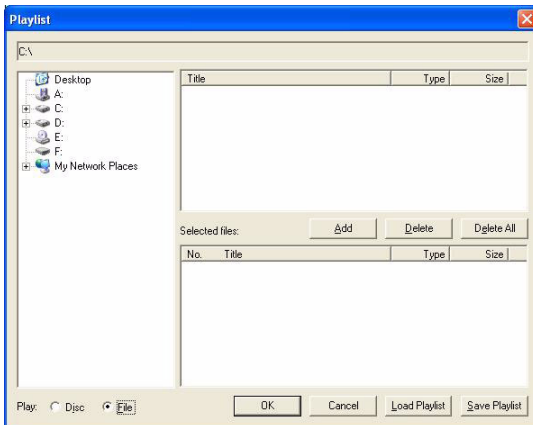 Playlist
C:\
Desktop
A:
C:
D:
E:
F:
My Network Places
Title Type Size
Selected files: Add Delete Delete All
No. Title Type Size
Play: Disc File OK Cancel Load Playlist Save Playlist